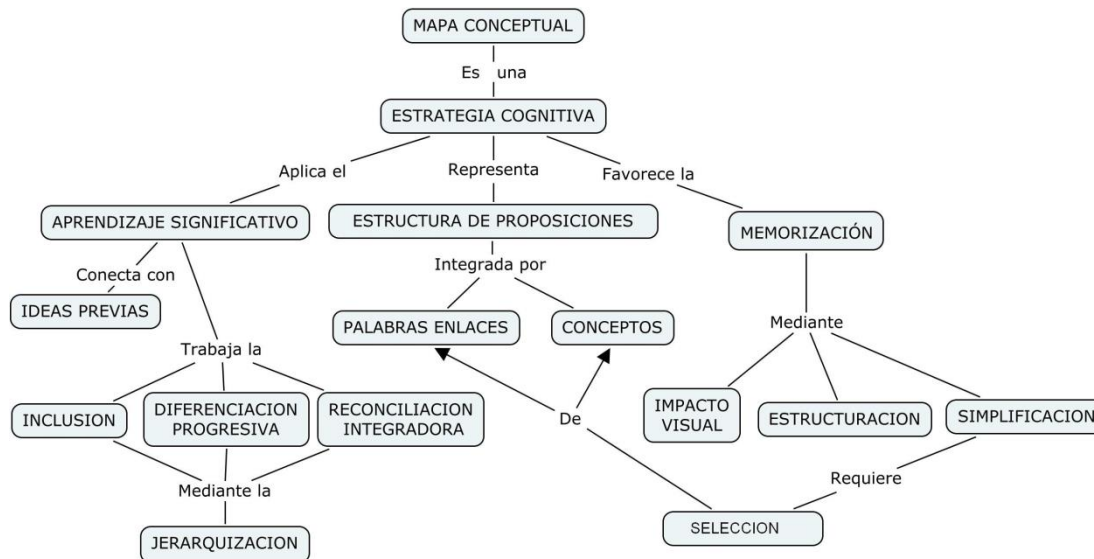 MAPA CONCEPTUAL
Es una
ESTRATEGIA COGNITIVA
Aplica el
Representa
Favorece la
APRENDIZAJE SIGNIFICATIVO
ESTRUCTURA DE PROPOSICIONES
MEMORIZACIÓN
Conecta con
Integrada por
IDEAS PREVIAS
PALABRAS ENLACES
CONCEPTOS
Mediante
Trabaja la
INCLUSION
DIFERENCIACION
PROGRESIVA
RECONCILIACION
INTEGRADORA
De
IMPACTO
VISUAL
ESTRUCTURACION
SIMPLIFICACION
Mediante la
Requiere
JERARQUIZACION
SELECCION